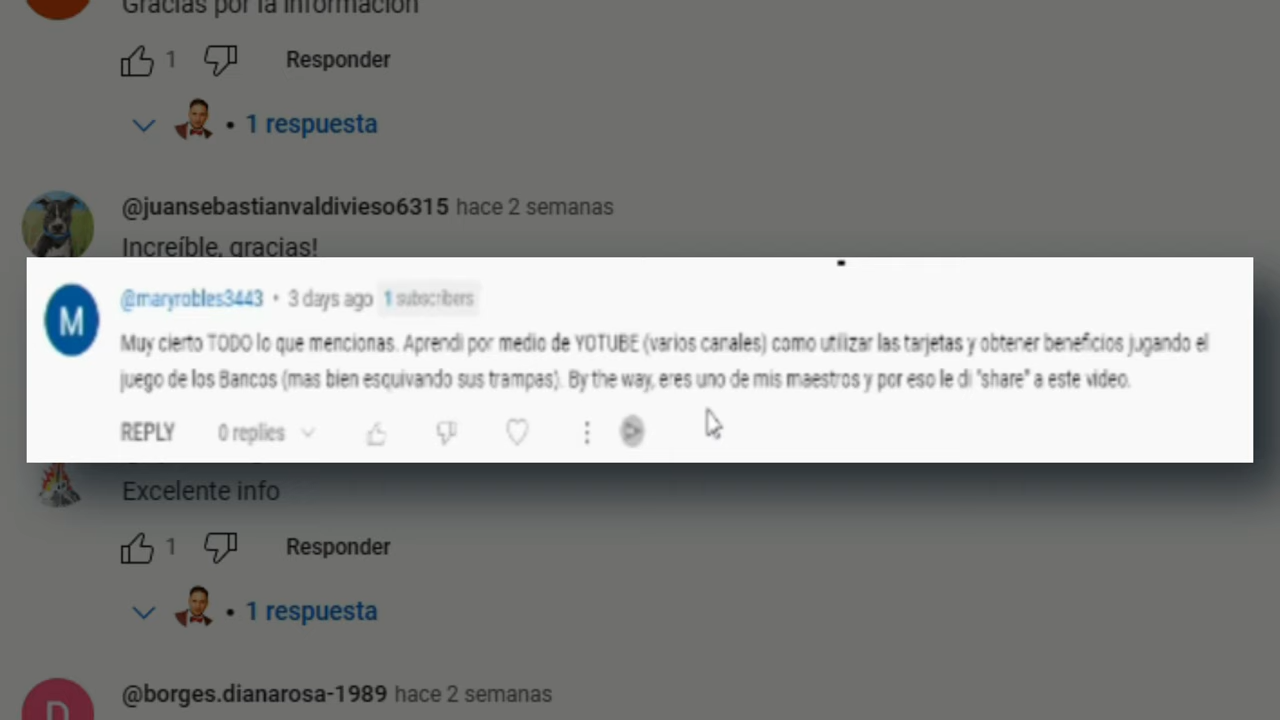 Gracias por la información
1 Responder
1 respuesta
@juansebastianvaldivieso6315 hace 2 semanas
Increíble, gracias!
M
@maryrobles3443 • 3 days ago 1 subscribers
Muy cierto TODO lo que mencionas. Aprendi por medio de YOTUBE (varios canales) como utilizar las tarjetas y obtener beneficios jugando el
juego de los Bancos (mas bien esquivando sus trampas). By the way, eres uno de mis maestros y por eso le di "share" a este video.
REPLY 0 replies
Excelente info
1 Responder
1 respuesta
D
@borges.dianarosa-1989 hace 2 semanas